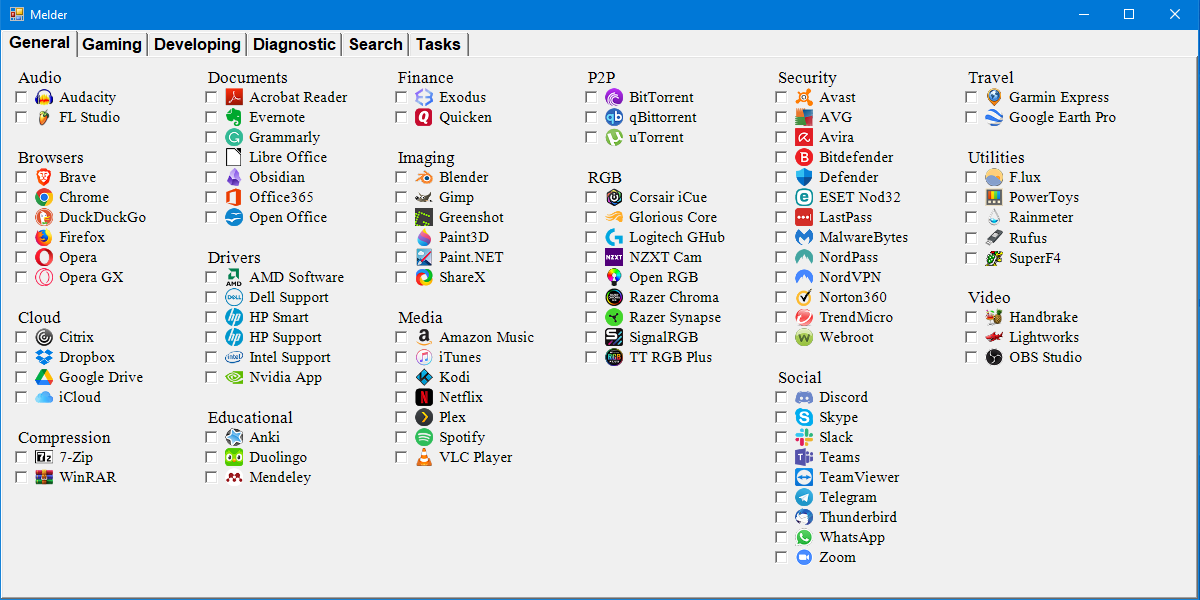 Melder
General Gaming Developing Diagnostic Search Tasks
Audio
Audacity
FL Studio
Browsers
Brave
Chrome
DuckDuckGo
Firefox
Opera
Opera GX
Cloud
Citrix
Dropbox
Google Drive
iCloud
Compression
7-Zip
WinRAR
Documents
Acrobat Reader
Evernote
Grammarly
Libre Office
Obsidian
Office365
Open Office
Drivers
AMD Software
Dell Support
HP Smart
HP Support
Intel Support
Nvidia App
Educational
Anki
Duolingo
Mendeley
Finance
Exodus
Quicken
Imaging
Blender
Gimp
Greenshot
Paint3D
Paint.NET
ShareX
Media
Amazon Music
iTunes
Kodi
Netflix
Plex
Spotify
VLC Player
P2P
BitTorrent
qBittorrent
uTorrent
RGB
Corsair iCue
Glorious Core
Logitech GHub
NZXT Cam
Open RGB
Razer Chroma
Razer Synapse
SignalRGB
TT RGB Plus
Security
Avast
AVG
Avira
Bitdefender
Defender
ESET Nod32
LastPass
MalwareBytes
NordPass
NordVPN
Norton360
TrendMicro
Webroot
Social
Discord
Skype
Slack
Teams
TeamViewer
Telegram
Thunderbird
WhatsApp
Zoom
Travel
Garmin Express
Google Earth Pro
Utilities
F.lux
PowerToys
Rainmeter
Rufus
SuperF4
Video
Handbrake
Lightworks
OBS Studio